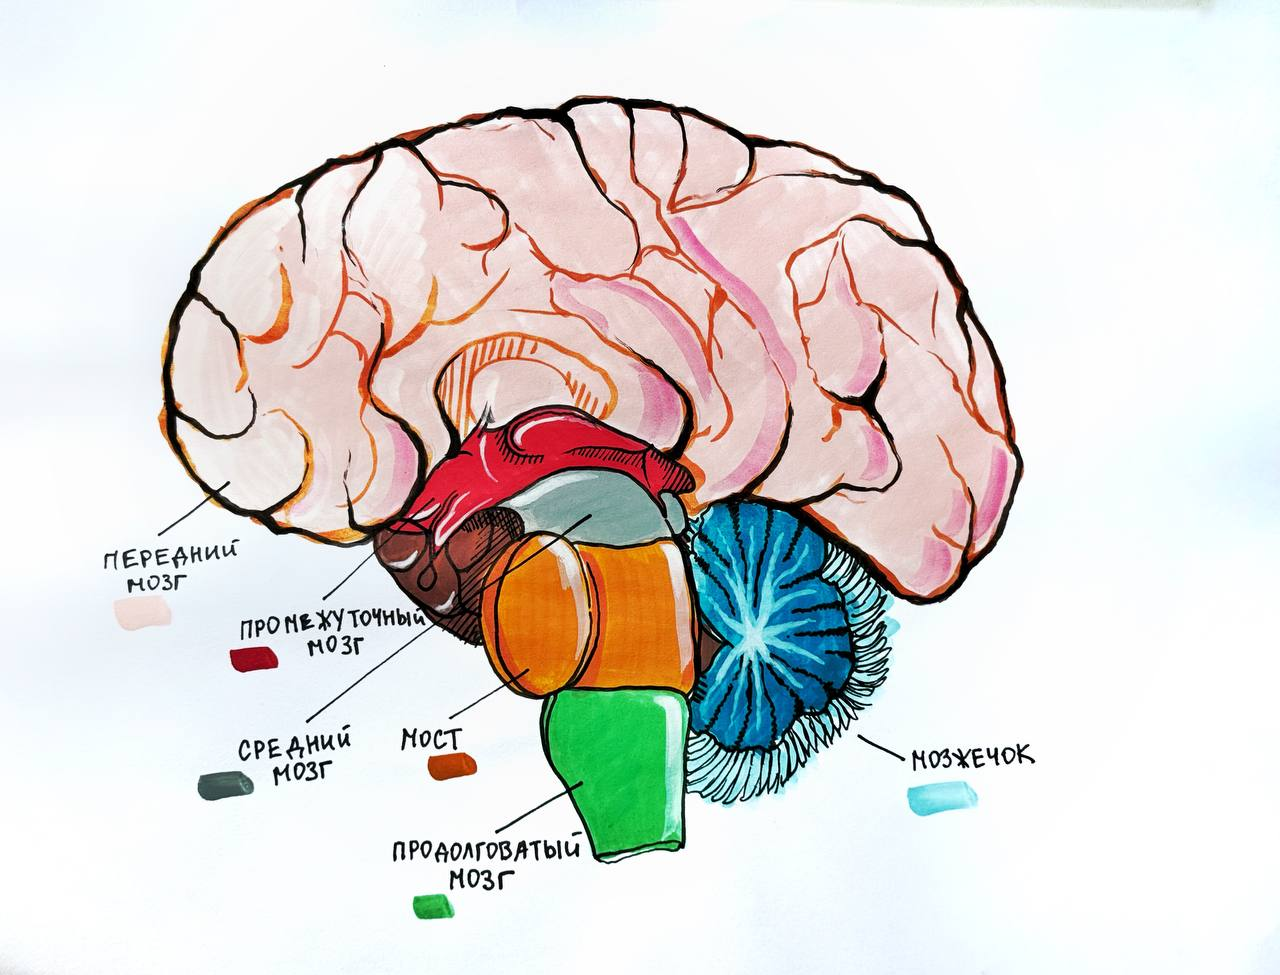 ПЕРЕДНИЙ
МОЗГ
ПРОМЕЖУТОЧНЫЙ
МОЗГ
СРЕДНИЙ
МОЗГ
МОСТ
ПРОДОЛГОВАТЫЙ
МОЗГ
МОЗЖЕЧОК